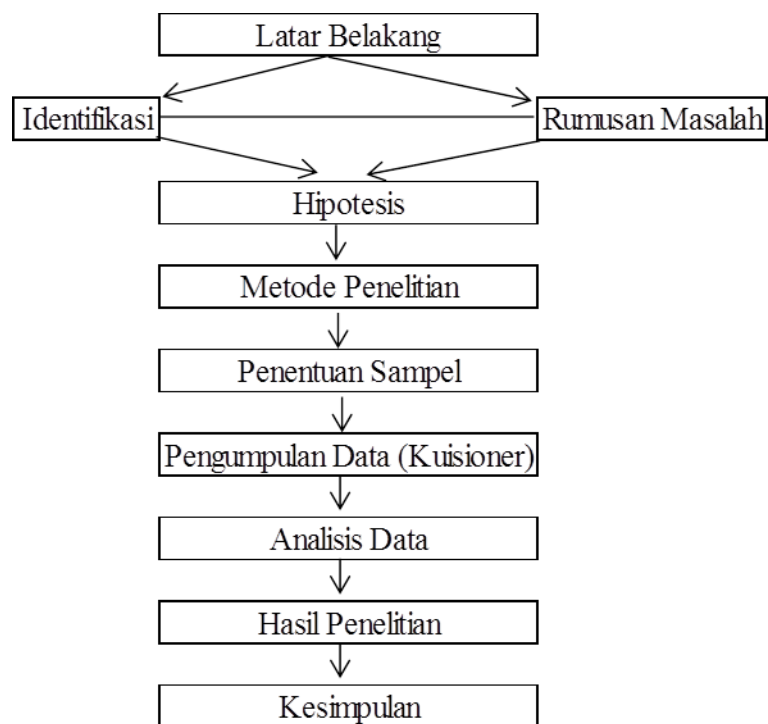 Latar Belakang
Identifikasi
Rumusan Masalah
Hipotesis
Metode Penelitian
Penentuan Sampel
Pengumpulan Data (Kuisioner)
Analisis Data
Hasil Penelitian
Kesimpulan